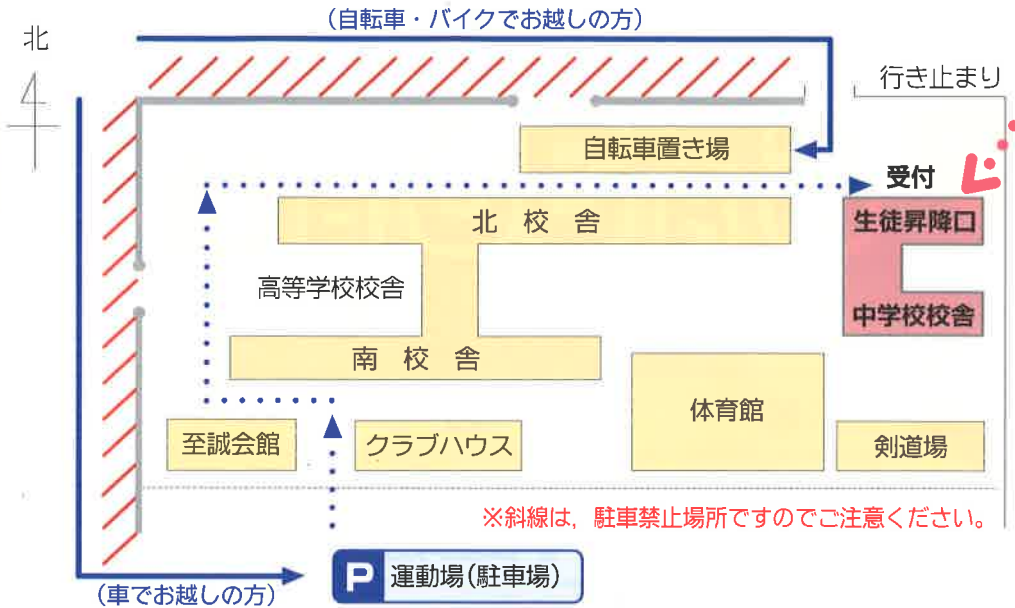 (自転車・バイクでお越しの方)
北
行き止まり
自転車置き場
受付
北 校 舎
生徒昇降口
高等学校校舎
中学校校舎
南 校 舎
体育館
至誠会館
クラブハウス
剣道場
※斜線は，駐車禁止場所ですのでご注意ください。
P 運動場(駐車場)
(車でお越しの方)